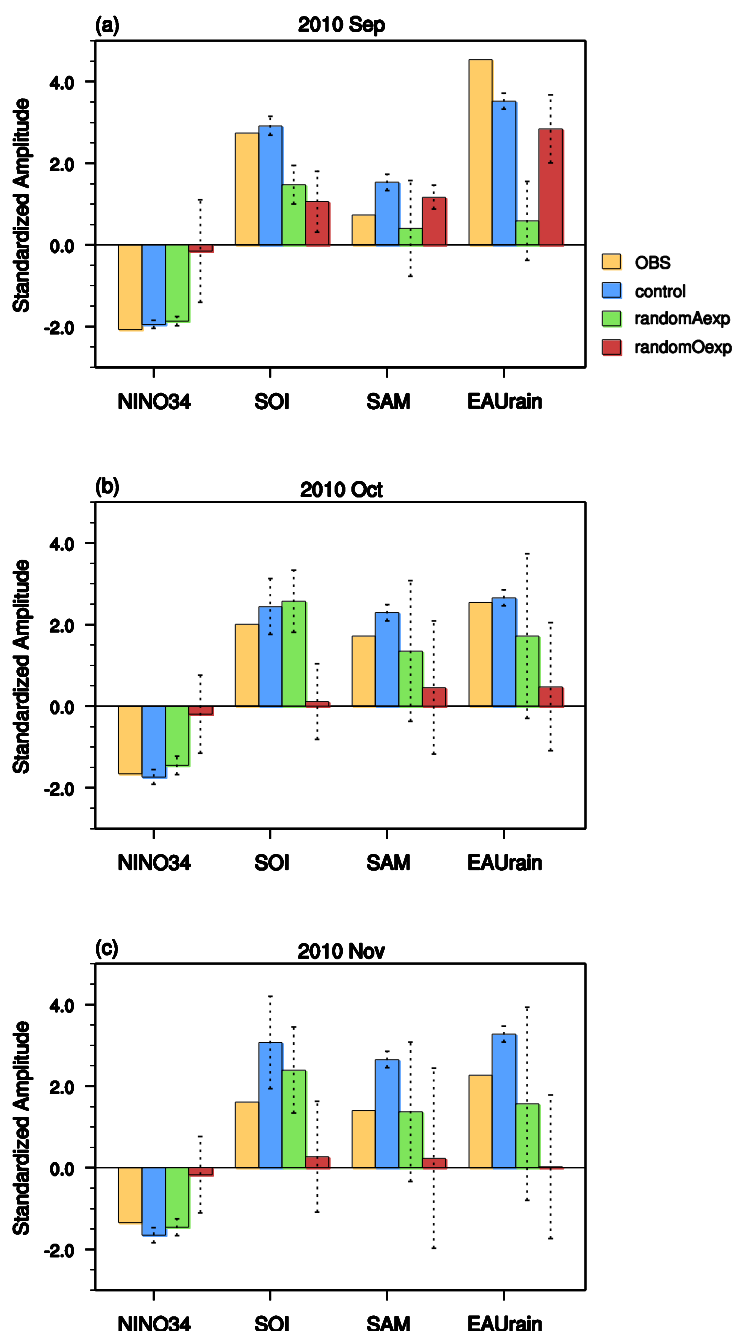 (a)
2010 Sep
4.0
2.0
0.0
-2.0
Standardized Amplitude
NINO34 SOI SAM EAUrain
OBS
control
randomAexp
randomOexp
(b)
2010 Oct
4.0
2.0
0.0
-2.0
Standardized Amplitude
NINO34 SOI SAM EAUrain
(c)
2010 Nov
4.0
2.0
0.0
-2.0
Standardized Amplitude
NINO34 SOI SAM EAUrain